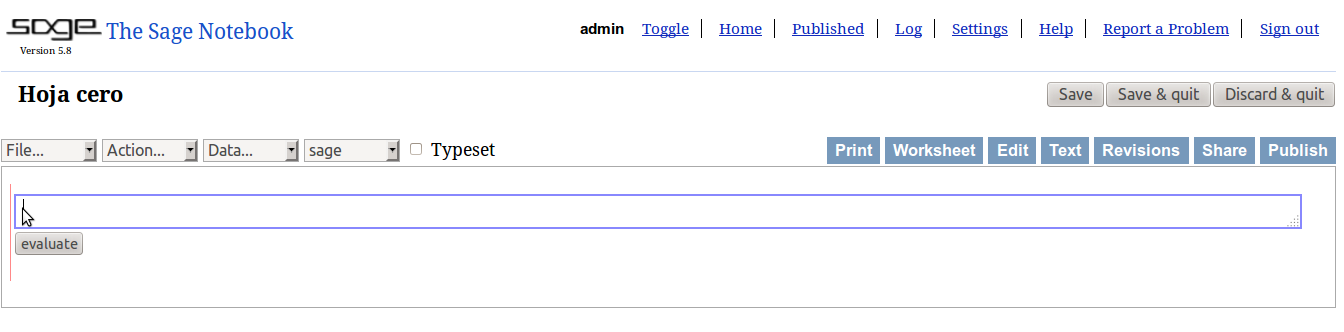 sage The Sage Notebook admin Toggle Home Published Log Settings Help Report a Problem Sign out
Version 5.8
Hoja cero Save Save & quit Discard & quit
File... Action... Data... sage Typeset Print Worksheet Edit Text Revisions Share Publish
evaluate